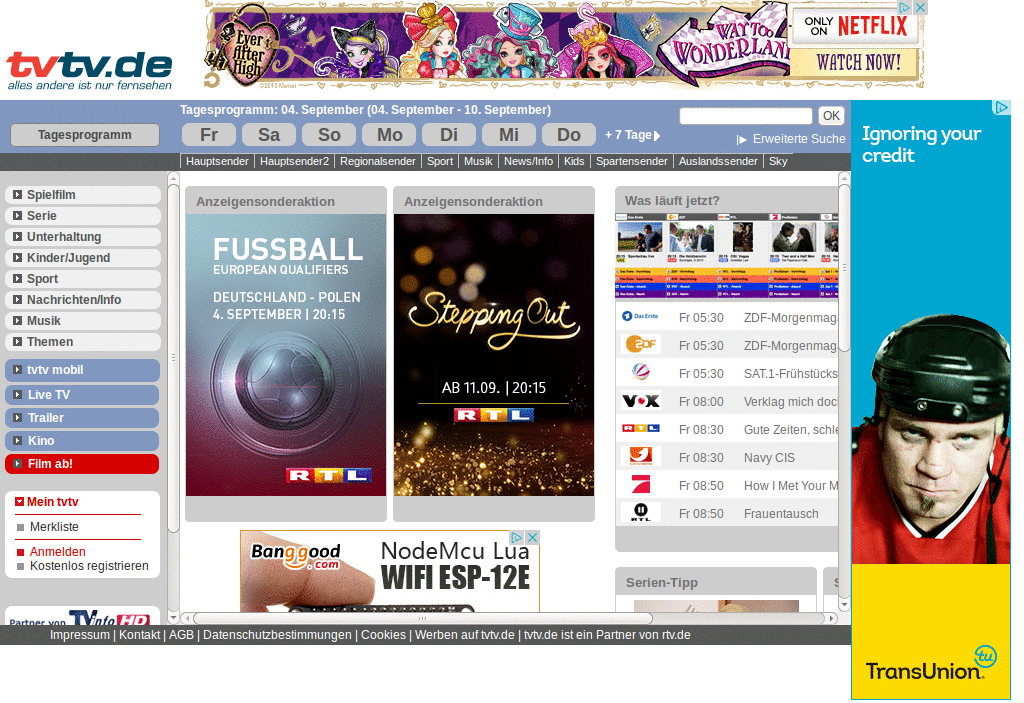 Ever After High
WAY TOO WONDERLAND
ONLY ON NETFLIX
WATCH NOW!
©2015 Mattel
tvtv.de
alles andere ist nur fernsehen
Tagesprogramm
Tagesprogramm: 04. September (04. September - 10. September)
Fr Sa So Mo Di Mi Do + 7 Tage
OK
Erweiterte Suche
Hauptsender | Hauptsender2 | Regionalsender | Sport | Musik | News/Info | Kids | Spartensender | Auslandssender | Sky
Spielfilm
Serie
Unterhaltung
Kinder/Jugend
Sport
Nachrichten/Info
Musik
Themen
tvtv mobil
Live TV
Trailer
Kino
Film ab!
Mein tvtv
Merkliste
Anmelden
Kostenlos registrieren
Partner von TVinfo HD
Anzeigensonderaktion
FUSSBALL
EUROPEAN QUALIFIERS
DEUTSCHLAND - POLEN
4. SEPTEMBER | 20:15
RTL
Anzeigensonderaktion
Stepping Out
AB 11.09. | 20:15
RTL
Was läuft jetzt?
Das Erste Fr 05:30 ZDF-Morgenmaga
ZDF Fr 05:30 ZDF-Morgenmaga
Fr 05:30 SAT.1-Frühstücks
VOX Fr 08:00 Verklag mich doc
RTL Fr 08:30 Gute Zeiten, schle
Fr 08:30 Navy CIS
Fr 08:50 How I Met Your M
RTL II Fr 08:50 Frauentausch
Serien-Tipp
S
Banggood.com
NodeMcu Lua
WIFI ESP-12E
Ignoring your
credit
TransUnion.
tu
Impressum | Kontakt | AGB | Datenschutzbestimmungen | Cookies | Werben auf tvtv.de | tvtv.de ist ein Partner von rtv.de